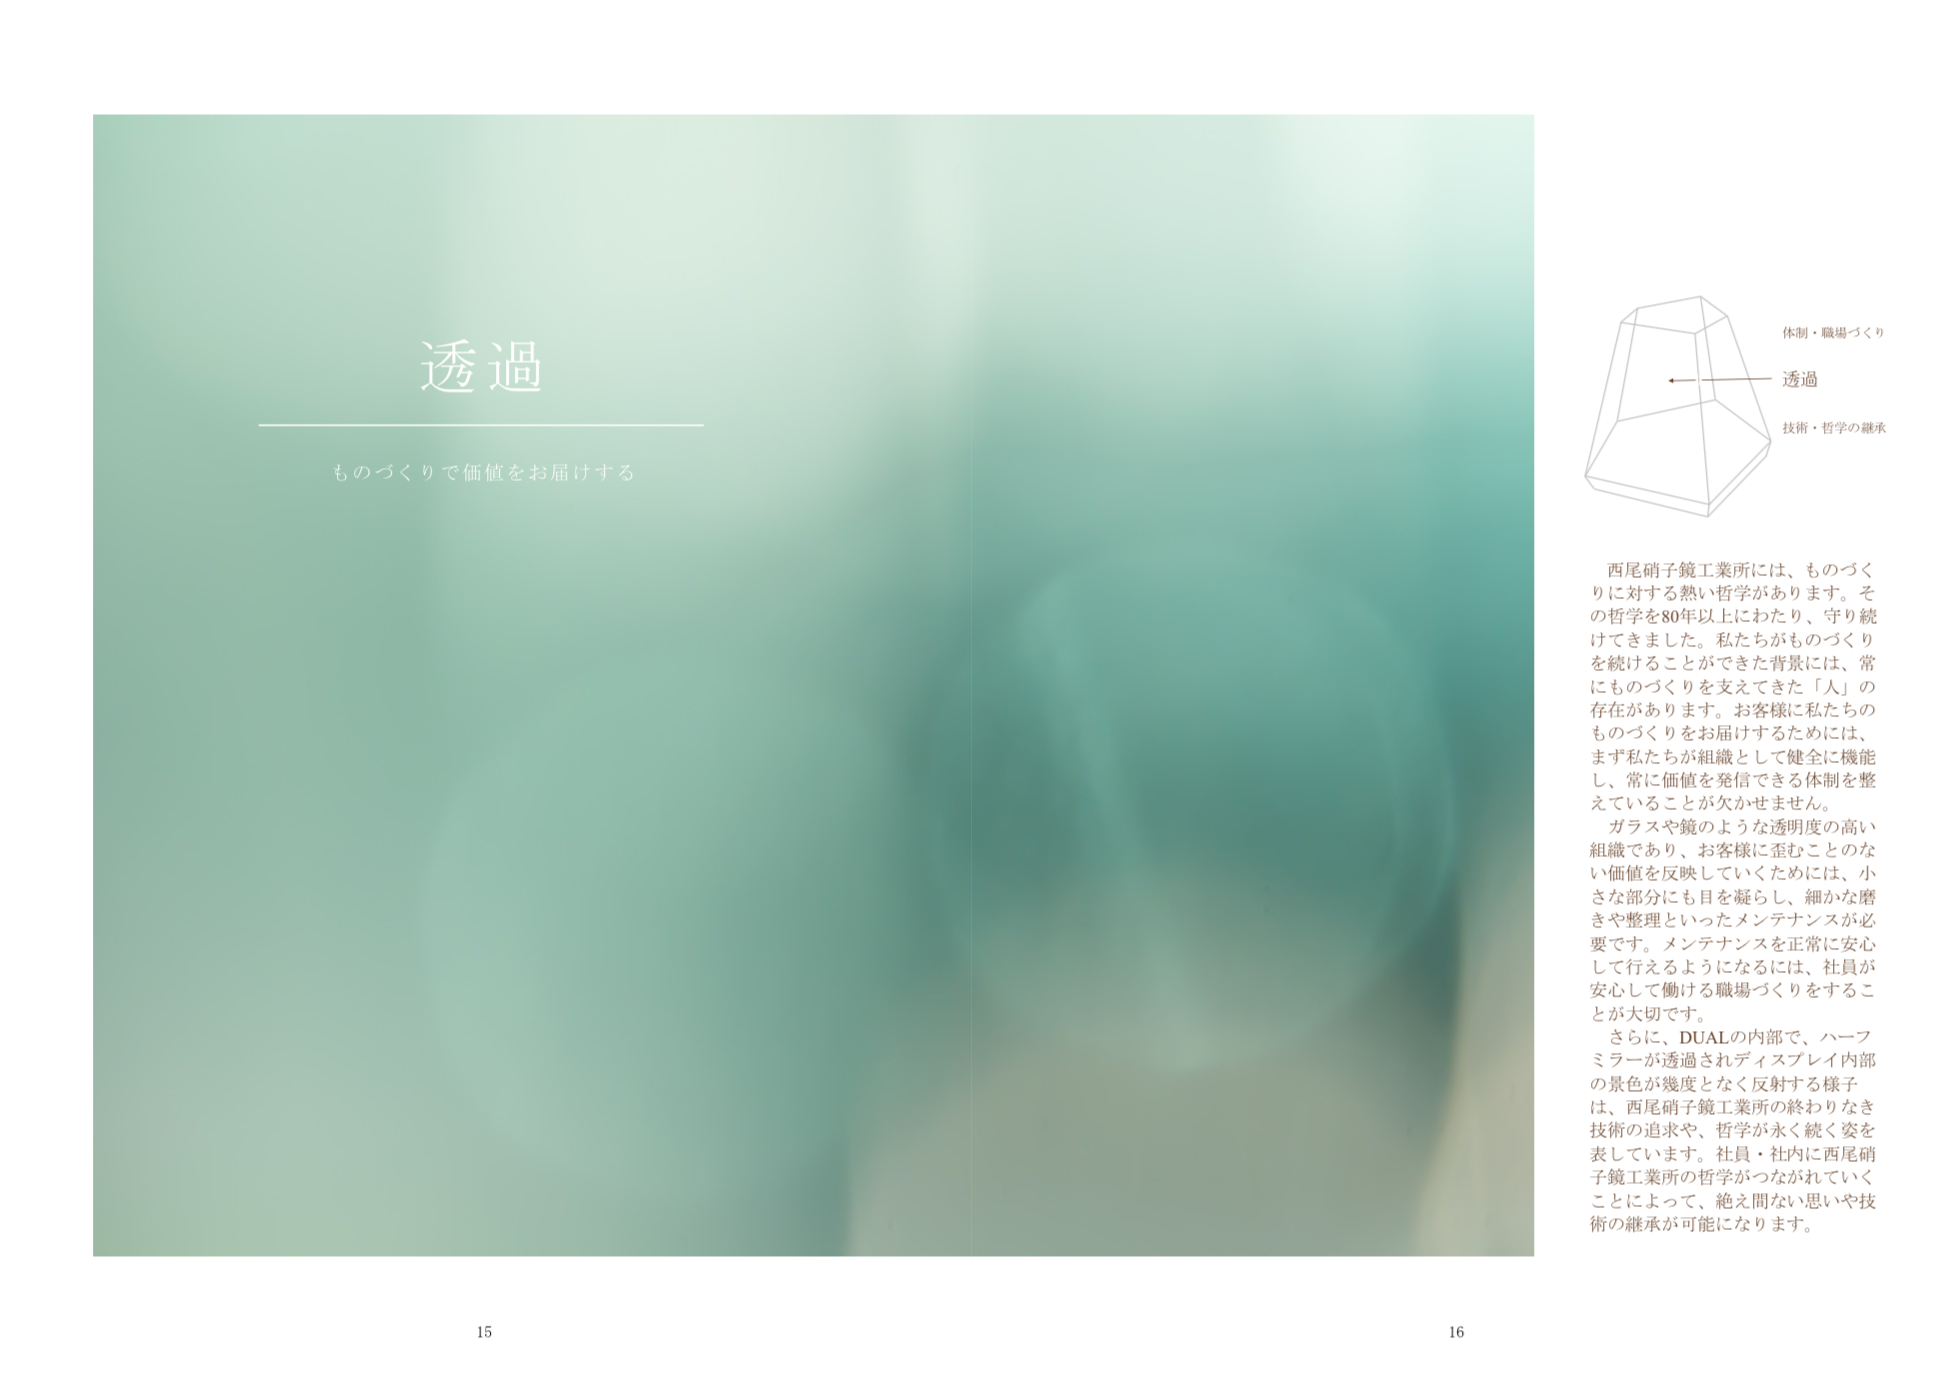 透過
ものづくりで価値をお届けする
体制・職場づくり
透過
技術・哲学の継承
　西尾硝子鏡工業所には、ものづく
りに対する熱い哲学があります。そ
の哲学を80年以上にわたり、守り続
けてきました。私たちがものづくり
を続けることができた背景には、常
にものづくりを支えてきた「人」の
存在があります。お客様に私たちの
ものづくりをお届けするためには、
まず私たちが組織として健全に機能
し、常に価値を発信できる体制を整
えていることが欠かせません。
　ガラスや鏡のような透明度の高い
組織であり、お客様に歪むことのな
い価値を反映していくためには、小
さな部分にも目を凝らし、細かな磨
きや整理といったメンテナンスが必
要です。メンテナンスを正常に安心
して行えるようになるには、社員が
安心して働ける職場づくりをするこ
とが大切です。
　さらに、DUALの内部で、ハーフ
ミラーが透過されディスプレイ内部
の景色が幾度となく反射する様子
は、西尾硝子鏡工業所の終わりなき
技術の追求や、哲学が永く続く姿を
表しています。社員・社内に西尾硝
子鏡工業所の哲学がつながれていく
ことによって、絶え間ない思いや技
術の継承が可能になります。
15
16